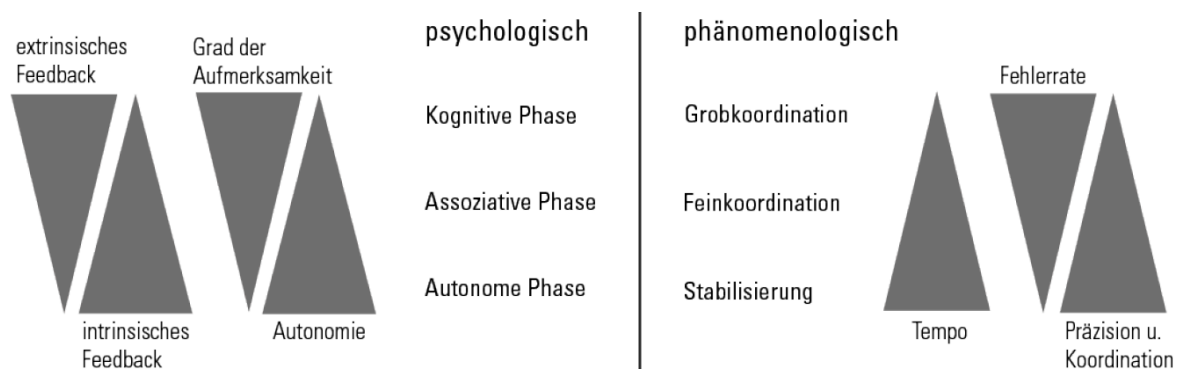 extrinsisches
Feedback
Grad der
Aufmerksamkeit
intrinsisches
Feedback
Autonomie
psychologisch
Kognitive Phase
Assoziative Phase
Autonome Phase
phänomenologisch
Grobkoordination
Feinkoordination
Stabilisierung
Fehlerrate
Tempo
Präzision u.
Koordination